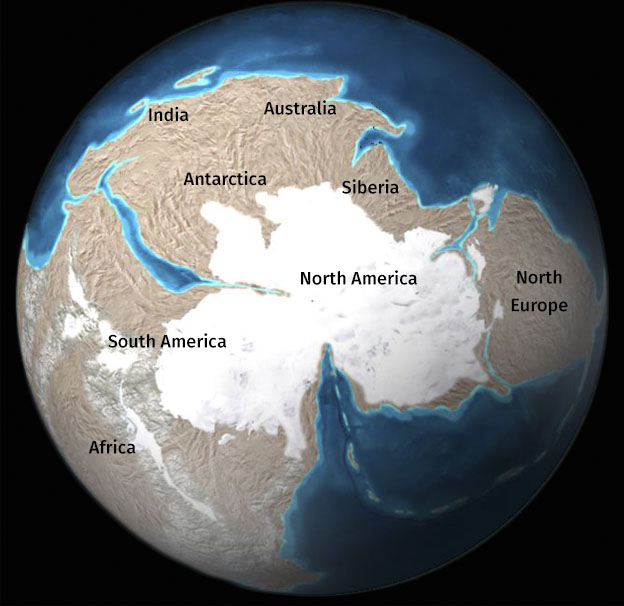 India
Australia
Antarctica
Siberia
North America
North
Europe
South America
Africa